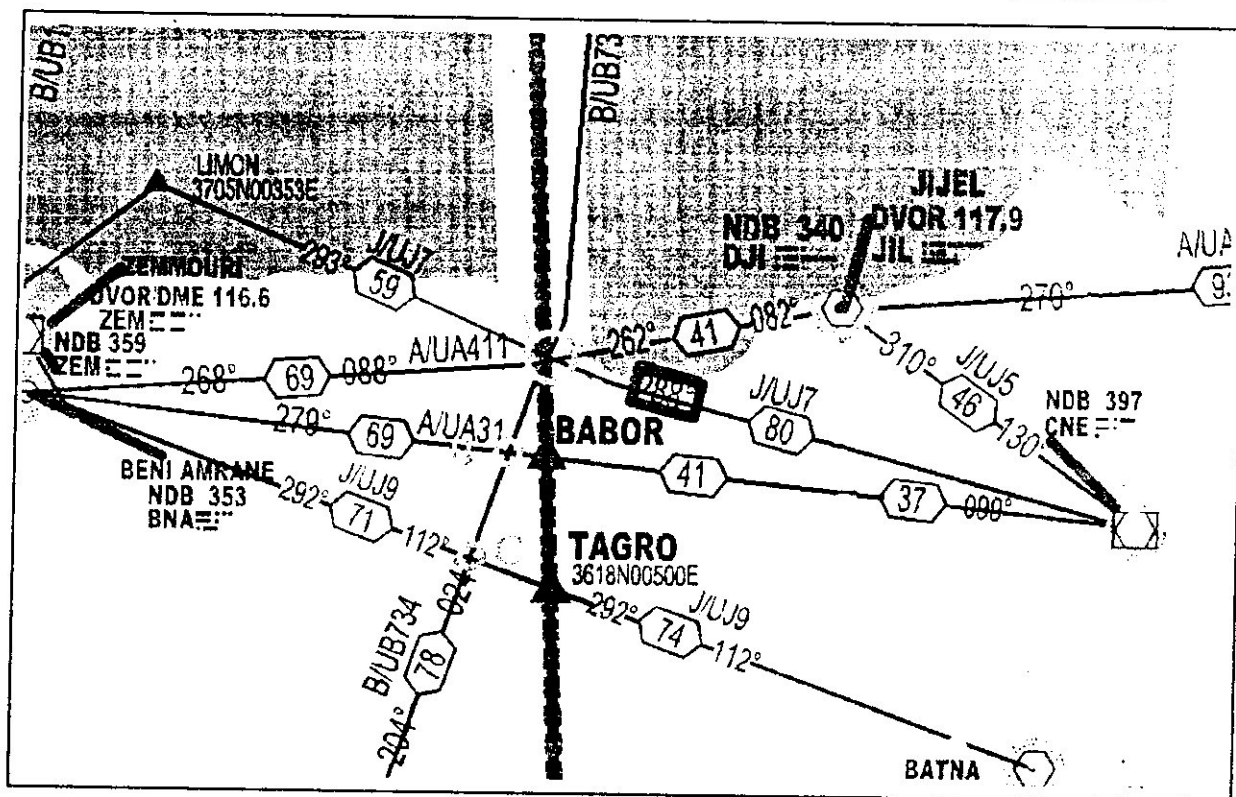 B/UB7
B/UB73
LIMON
3705N00353E
293°
J/UJ7
59
ZEMMOURI
DVOR/DME 116.6
ZEM
NDB 359
ZEM
268°
69
088°
A/UA411
270°
69
A/UA31
BENI AMRANE
NDB 353
BNA
292°
J/UJ9
71
112°
JIJEL
DVOR 117,9
JIL
NDB 340
DJI
A/UA
270°
262°
41
082°
310°
J/UJ5
46
130°
NDB 397
CNE
288°
J/UJ7
80
BABOR
41
37
090°
TAGRO
3618N00500E
292°
J/UJ9
74
112°
B/UB734
024°
78
204°
BATNA